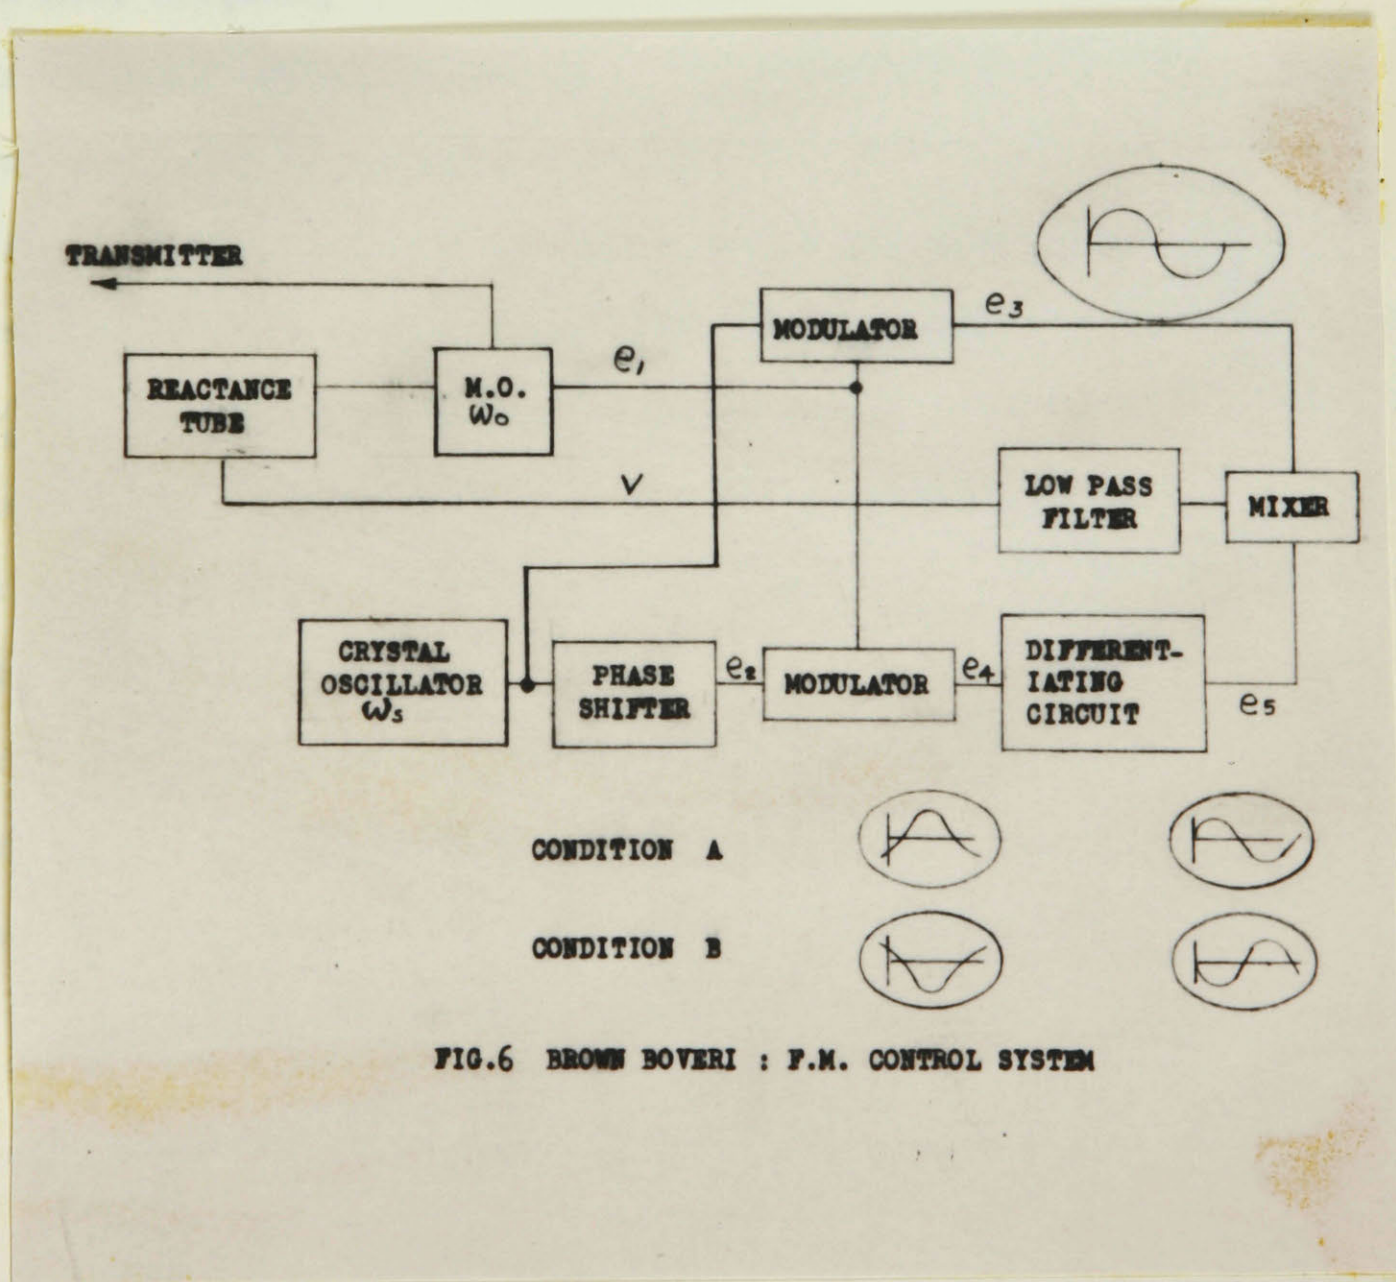 TRANSMITTER
REACTANCE
TUBE
M.O.
ω₀
e₁
MODULATOR
e₃
V
LOW PASS
FILTER
MIXER
CRYSTAL
OSCILLATOR
ωₛ
PHASE
SHIFTER
e₂
MODULATOR
e₄
DIFFERENT-
IATING
CIRCUIT
e₅
CONDITION A
CONDITION B
FIG.6 BROWN BOVERI : F.M. CONTROL SYSTEM